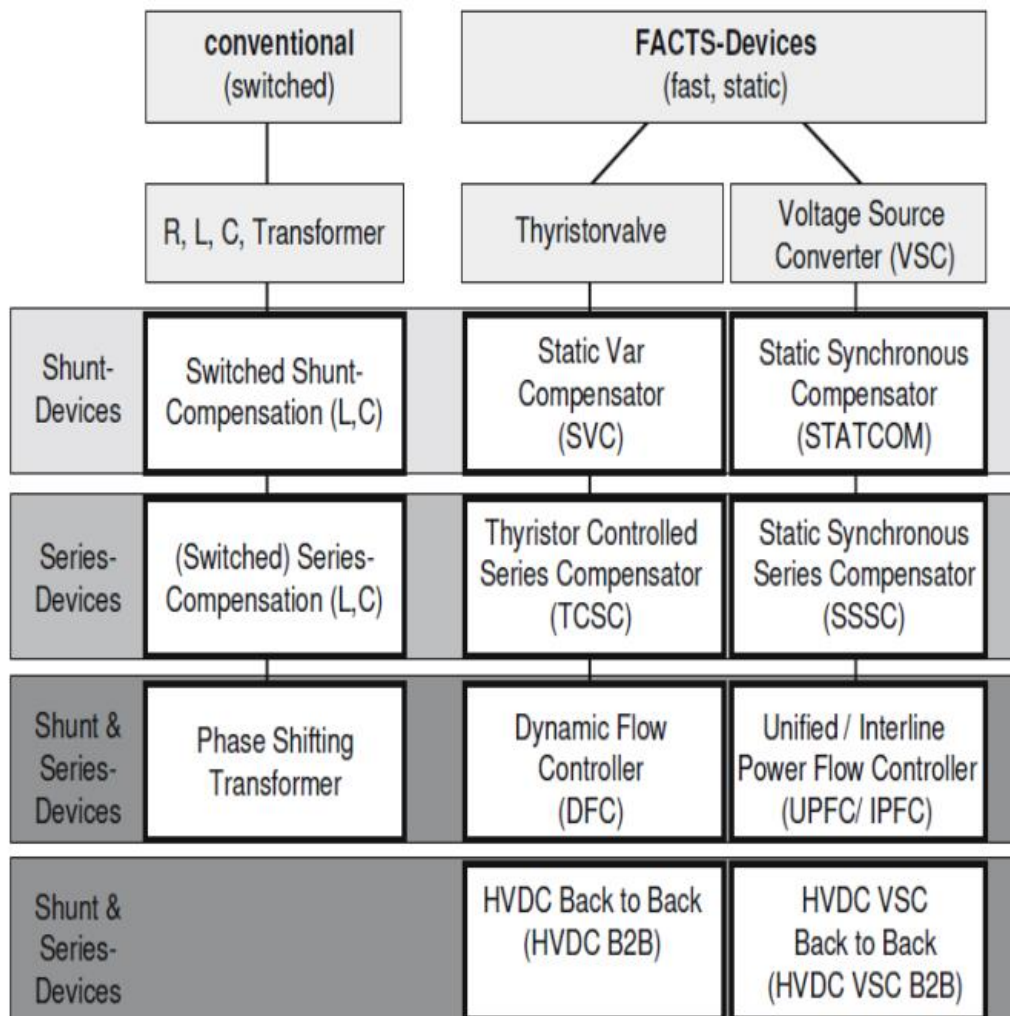 conventional
(switched)
FACTS-Devices
(fast, static)
R, L, C, Transformer
Thyristorvalve
Voltage Source
Converter (VSC)
Shunt-
Devices
Switched Shunt-
Compensation (L,C)
Static Var
Compensator
(SVC)
Static Synchronous
Compensator
(STATCOM)
Series-
Devices
(Switched) Series-
Compensation (L,C)
Thyristor Controlled
Series Compensator
(TCSC)
Static Synchronous
Series Compensator
(SSSC)
Shunt &
Series-
Devices
Phase Shifting
Transformer
Dynamic Flow
Controller
(DFC)
Unified / Interline
Power Flow Controller
(UPFC/ IPFC)
Shunt &
Series-
Devices
HVDC Back to Back
(HVDC B2B)
HVDC VSC
Back to Back
(HVDC VSC B2B)